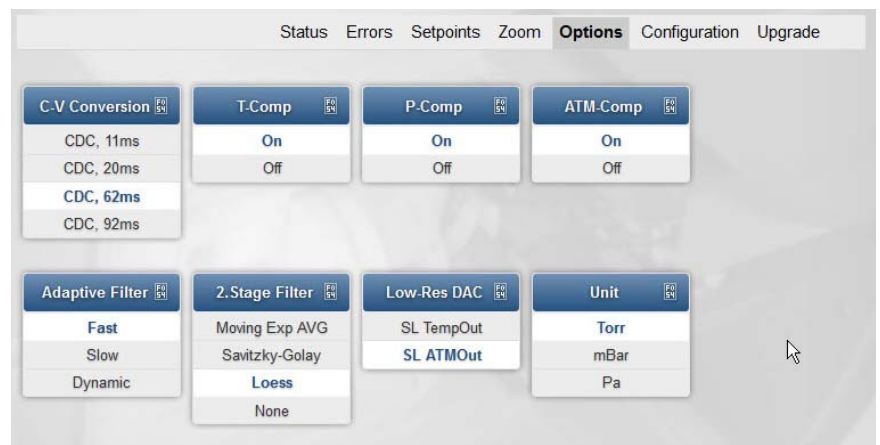 Status Errors Setpoints Zoom Options Configuration Upgrade
C-V Conversion
CDC, 11ms
CDC, 20ms
CDC, 62ms
CDC, 92ms
T-Comp
On
Off
P-Comp
On
Off
ATM-Comp
On
Off
Adaptive Filter
Fast
Slow
Dynamic
2.Stage Filter
Moving Exp AVG
Savitzky-Golay
Loess
None
Low-Res DAC
SL TempOut
SL ATMOut
Unit
Torr
mBar
Pa